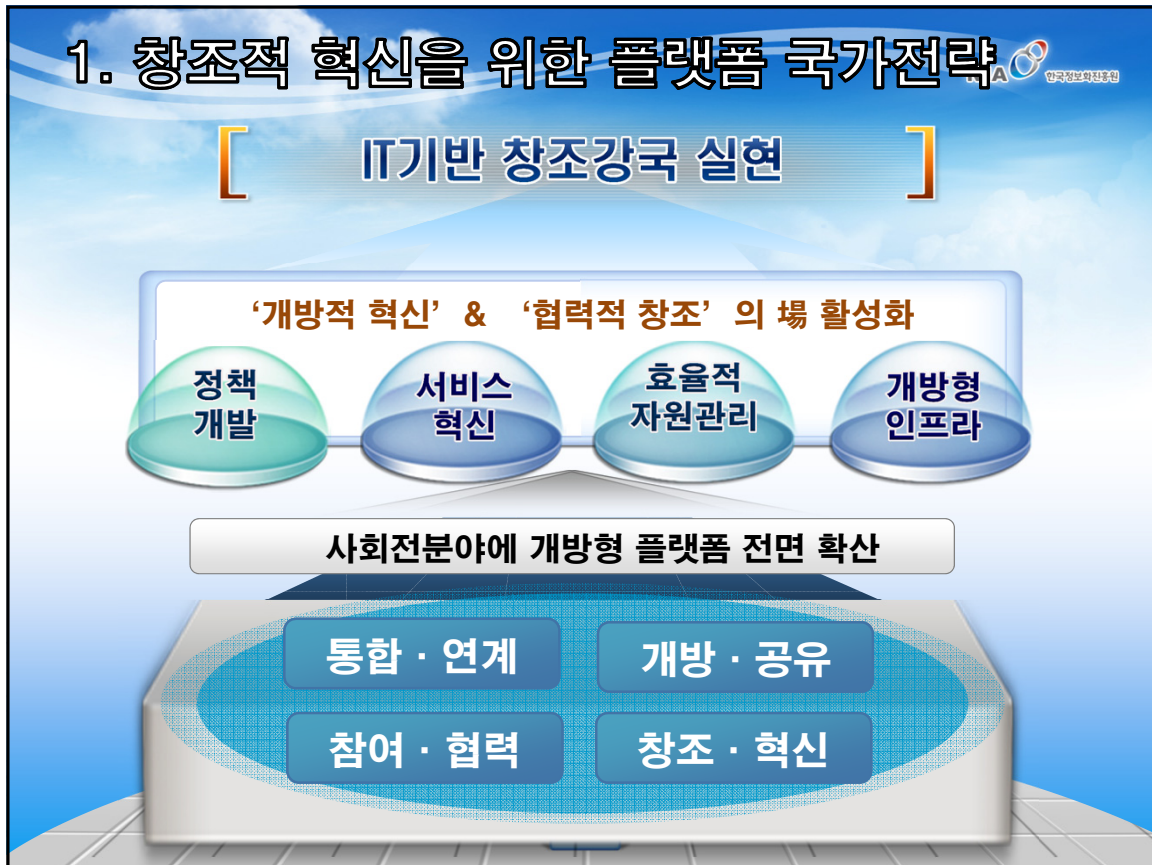 1. 창조적 혁신을 위한 플랫폼 국가전략
한국정보화진흥원
IT기반 창조강국 실현
‘개방적 혁신’ & ‘협력적 창조’ 의 場 활성화
정책
개발
서비스
혁신
효율적
자원관리
개방형
인프라
사회전분야에 개방형 플랫폼 전면 확산
통합 · 연계
개방 · 공유
참여 · 협력
창조 · 혁신